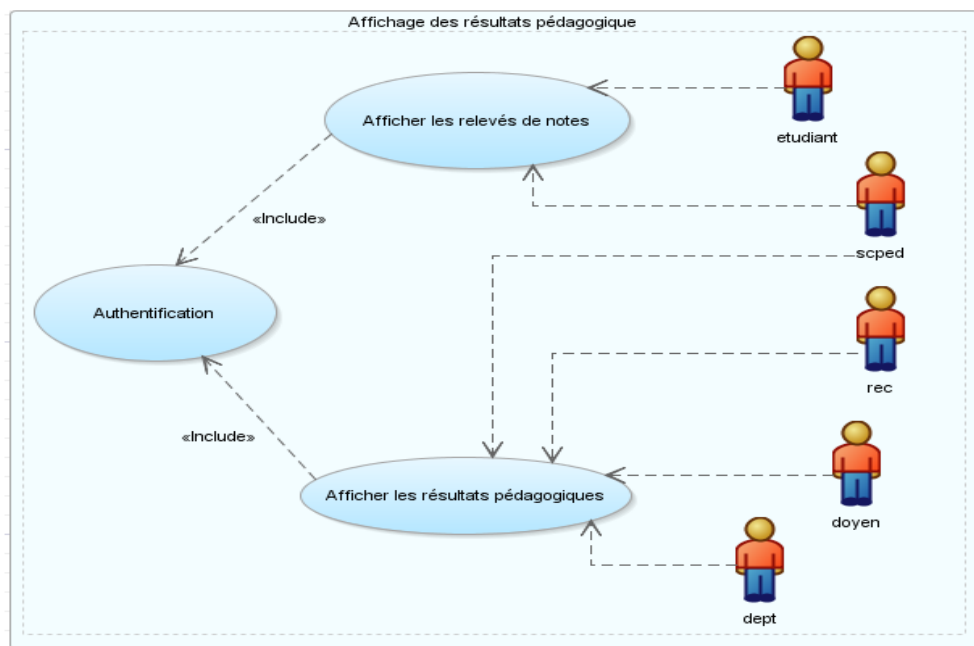 Affichage des résultats pédagogique
Afficher les relevés de notes
etudiant
«Include»
scped
Authentification
rec
«Include»
Afficher les résultats pédagogiques
doyen
dept